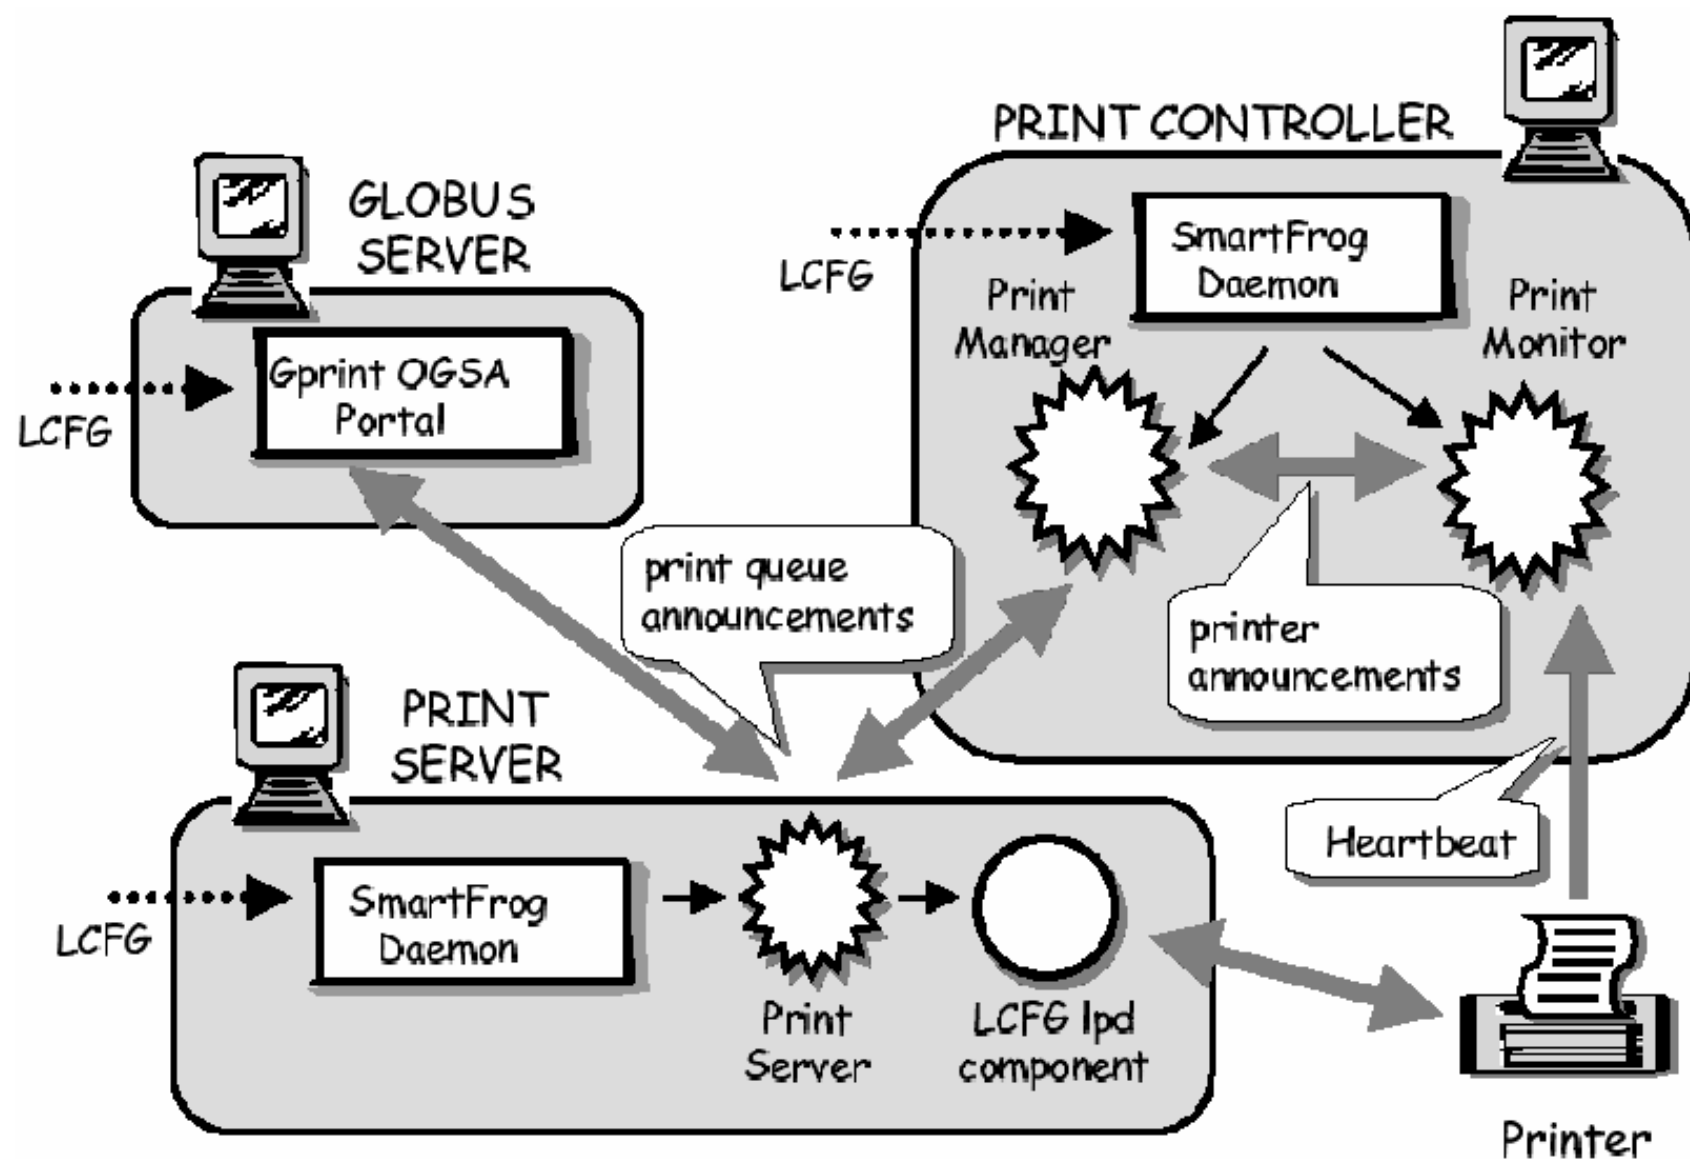 PRINT CONTROLLER
GLOBUS
SERVER
SmartFrog
Daemon
LCFG
Print
Manager
Print
Monitor
Gprint OGSA
Portal
LCFG
print queue
announcements
printer
announcements
PRINT
SERVER
Heartbeat
SmartFrog
Daemon
LCFG
Print
Server
LCFG lpd
component
Printer